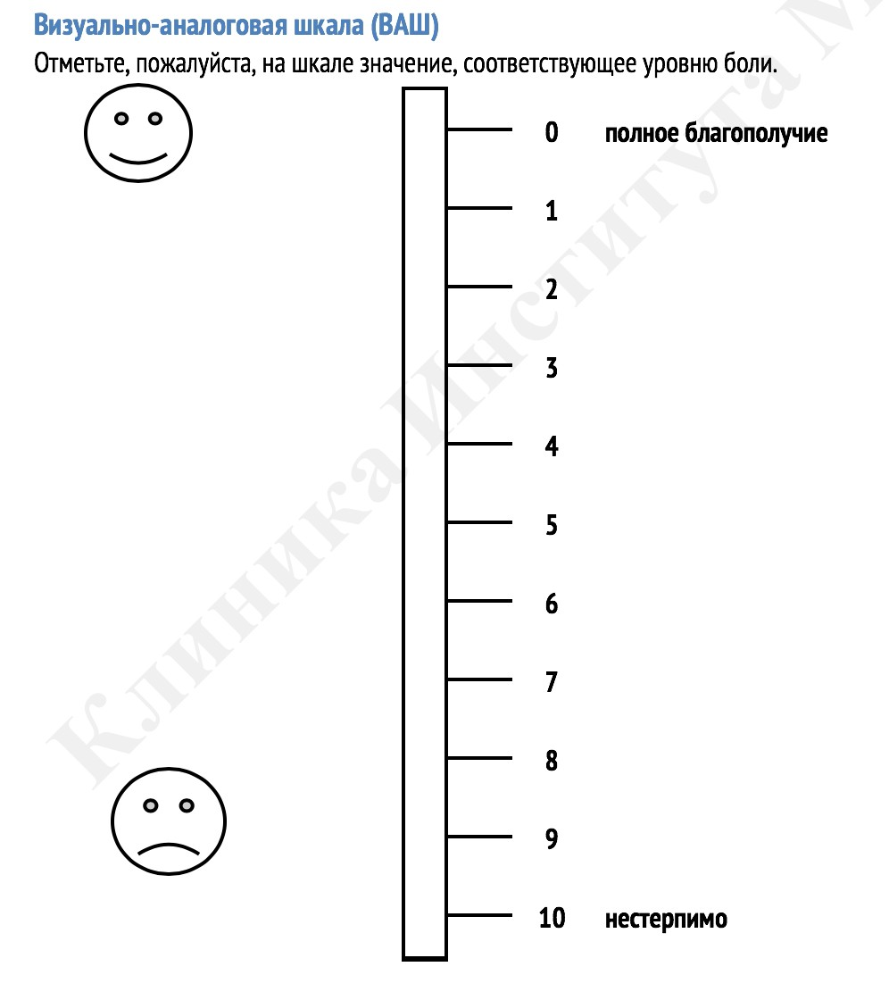 Визуально-аналоговая шкала (ВАШ)
Отметьте, пожалуйста, на шкале значение, соответствующее уровню боли.
0 полное благополучие
1
2
3
4
5
6
7
8
9
10 нестерпимо
Клиника Института М